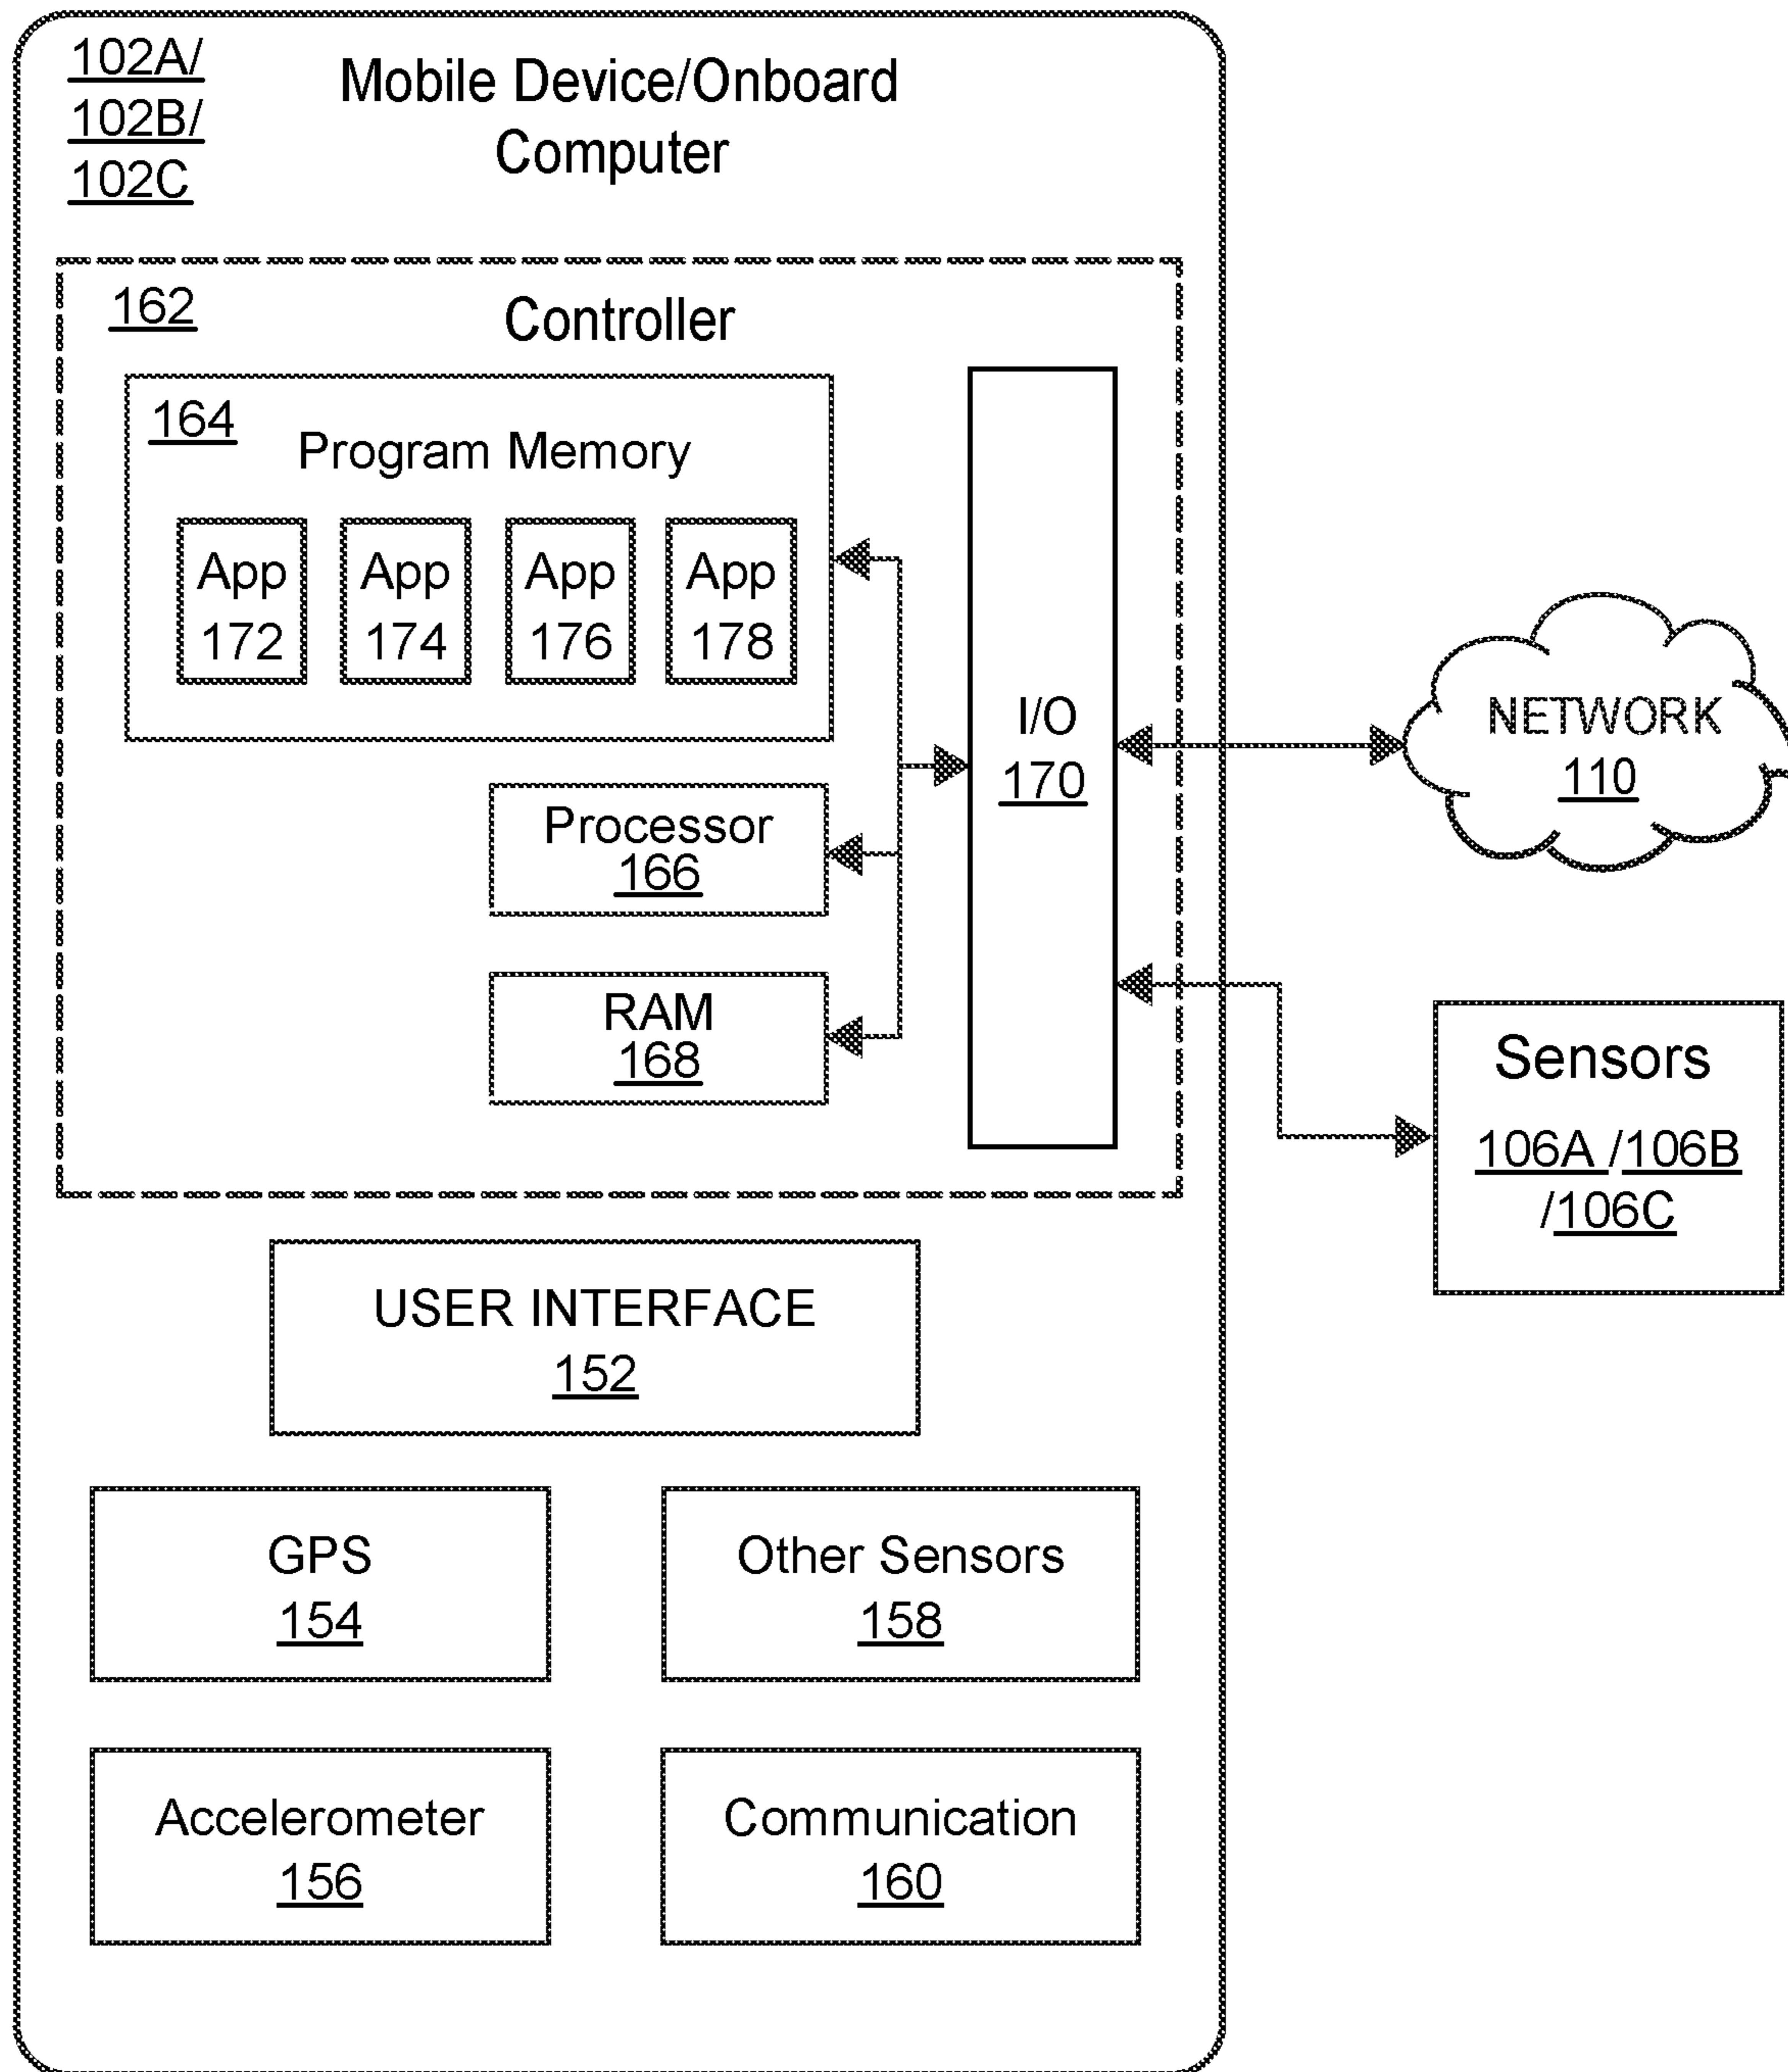 102A/
102B/
102C
Mobile Device/Onboard
Computer
162
Controller
164
Program Memory
App
172
App
174
App
176
App
178
I/O
170
Processor
166
RAM
168
NETWORK
110
Sensors
106A /106B
/106C
USER INTERFACE
152
GPS
154
Other Sensors
158
Accelerometer
156
Communication
160